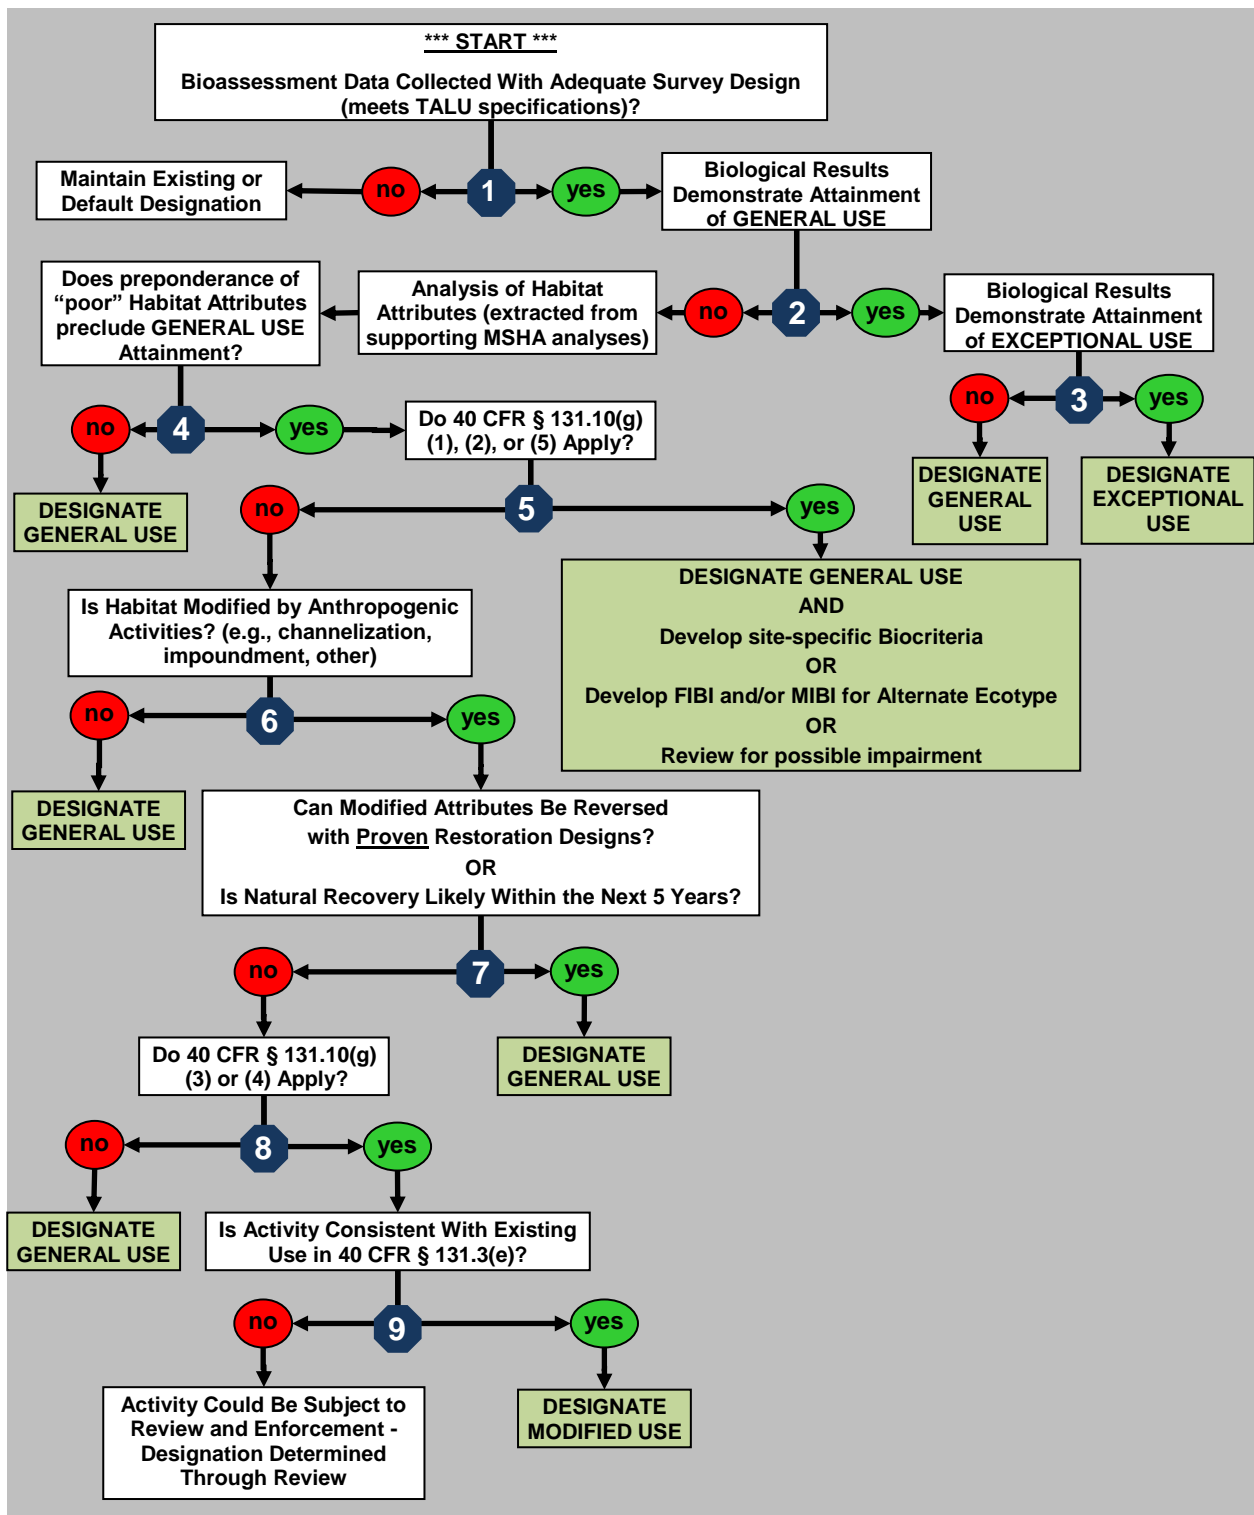 *** START ***
Bioassessment Data Collected With Adequate Survey Design
(meets TALU specifications)?
Maintain Existing or
Default Designation
no
1
yes
Biological Results
Demonstrate Attainment
of GENERAL USE
Does preponderance of
“poor” Habitat Attributes
preclude GENERAL USE
Attainment?
Analysis of Habitat
Attributes (extracted from
supporting MSHA analyses)
no
2
yes
Biological Results
Demonstrate Attainment
of EXCEPTIONAL USE
no
3
yes
DESIGNATE
GENERAL
USE
DESIGNATE
EXCEPTIONAL
USE
no
4
yes
Do 40 CFR § 131.10(g)
(1), (2), or (5) Apply?
DESIGNATE
GENERAL USE
no
5
yes
DESIGNATE GENERAL USE
AND
Develop site-specific Biocriteria
OR
Develop FIBI and/or MIBI for Alternate Ecotype
OR
Review for possible impairment
Is Habitat Modified by Anthropogenic
Activities? (e.g., channelization,
impoundment, other)
no
6
yes
DESIGNATE
GENERAL USE
Can Modified Attributes Be Reversed
with Proven Restoration Designs?
OR
Is Natural Recovery Likely Within the Next 5 Years?
no
7
yes
Do 40 CFR § 131.10(g)
(3) or (4) Apply?
DESIGNATE
GENERAL USE
no
8
yes
DESIGNATE
GENERAL USE
Is Activity Consistent With Existing
Use in 40 CFR § 131.3(e)?
no
9
yes
Activity Could Be Subject to
Review and Enforcement -
Designation Determined
Through Review
DESIGNATE
MODIFIED USE